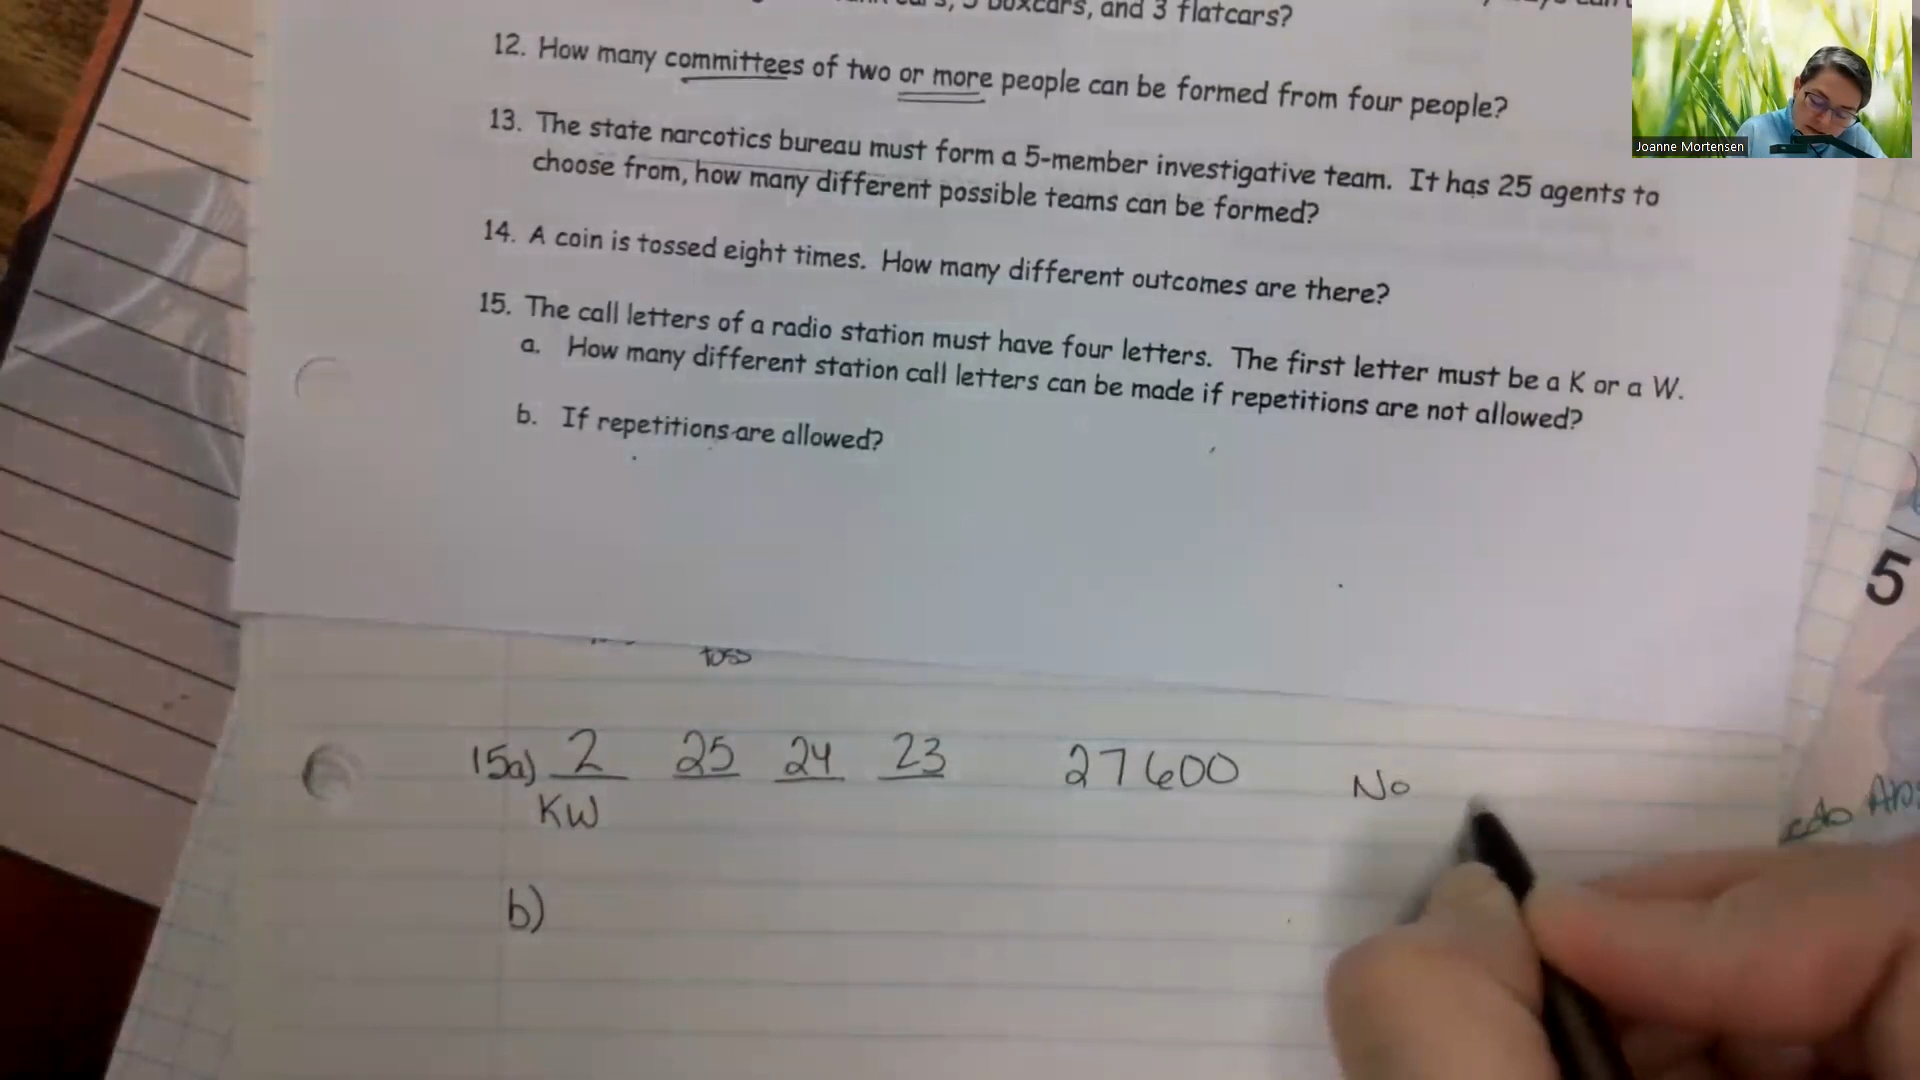 boxcars, and 3 flatcars?
12. How many committees of two or more people can be formed from four people?
Joanne Mortensen
13. The state narcotics bureau must form a 5-member investigative team. It has 25 agents to
choose from, how many different possible teams can be formed?
14. A coin is tossed eight times. How many different outcomes are there?
15. The call letters of a radio station must have four letters. The first letter must be a K or a W.
a. How many different station call letters can be made if repetitions are not allowed?
b. If repetitions are allowed?
5
toss
15a) 2 25 24 23 27600 No
KW
b)